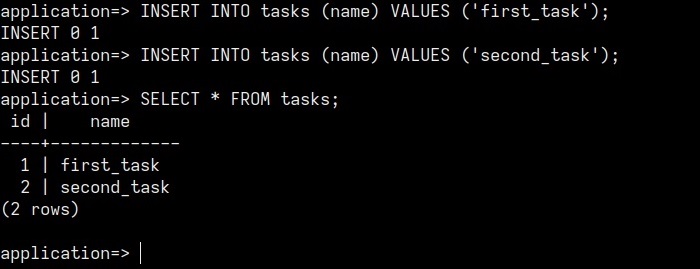 application=> INSERT INTO tasks (name) VALUES ('first_task');
INSERT 0 1
application=> INSERT INTO tasks (name) VALUES ('second_task');
INSERT 0 1
application=> SELECT * FROM tasks;
 id |    name
----+-------------
  1 | first_task
  2 | second_task
(2 rows)

application=>